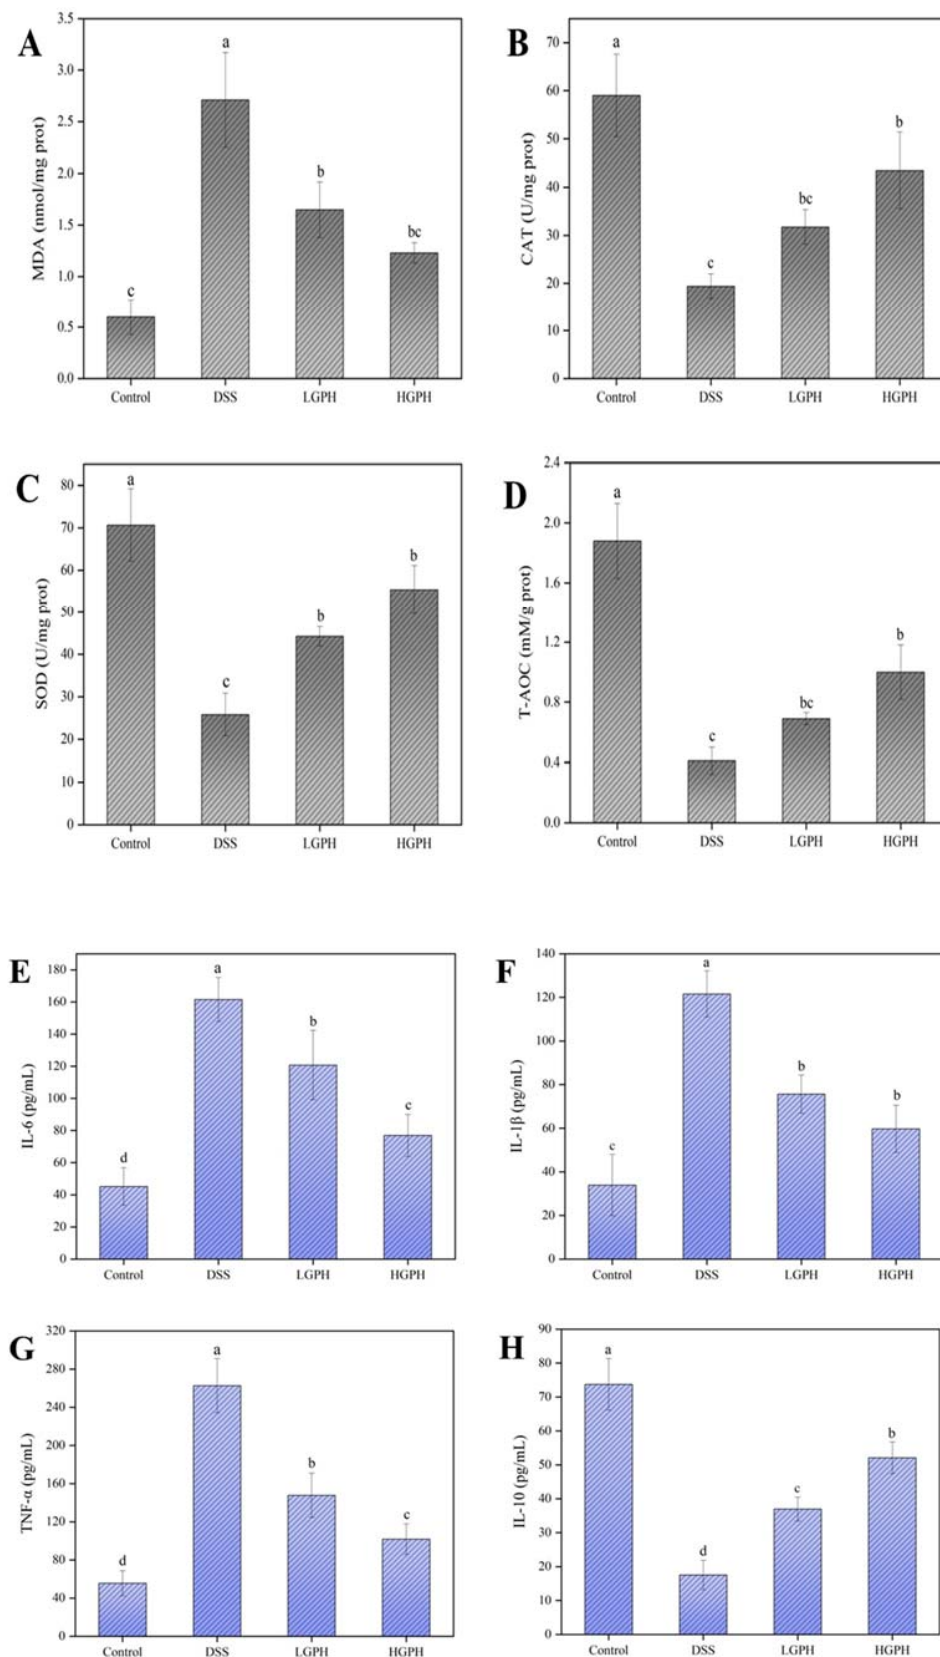 A
MDA (nmol/mg prot)
3.5
3.0
2.5
2.0
1.5
1.0
0.5
0.0
c
a
b
bc
Control DSS LGPH HGPH
B
CAT (U/mg prot)
70
60
50
40
30
20
10
0
a
c
bc
b
Control DSS LGPH HGPH
C
SOD (U/mg prot)
80
70
60
50
40
30
20
10
0
a
c
b
b
Control DSS LGPH HGPH
D
T-AOC (mM/g prot)
2.4
2.0
1.6
1.2
0.8
0.4
0.0
a
c
bc
b
Control DSS LGPH HGPH
E
IL-6 (pg/mL)
180
160
140
120
100
80
60
40
20
0
d
a
b
c
Control DSS LGPH HGPH
F
IL-1β (pg/mL)
140
120
100
80
60
40
20
0
c
a
b
b
Control DSS LGPH HGPH
G
TNF-α (pg/mL)
320
280
240
200
160
120
80
40
0
d
a
b
c
Control DSS LGPH HGPH
H
IL-10 (pg/mL)
90
80
70
60
50
40
30
20
10
0
a
d
c
b
Control DSS LGPH HGPH